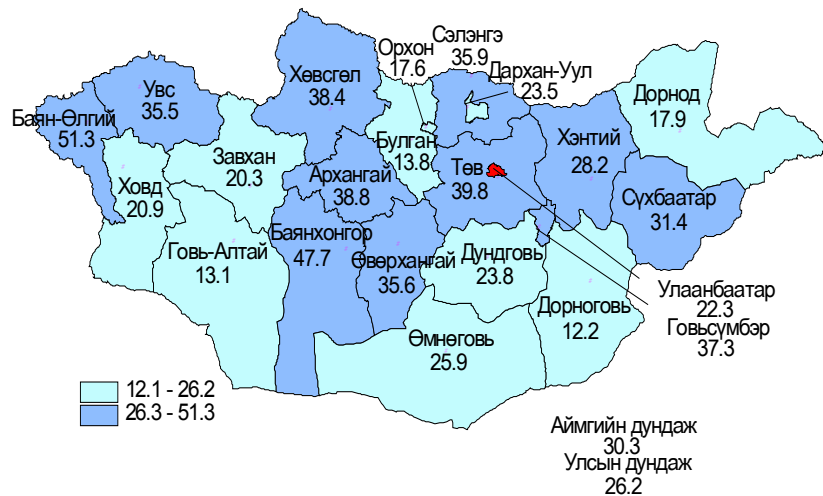 Сэлэнгэ
35.9
Орхон
17.6
Дархан-Уул
23.5
Хөвсгөл
38.4
Увс
35.5
Баян-Өлгий
51.3
Дорнод
17.9
Булган
13.8
Хэнтий
28.2
Завхан
20.3
Төв
39.8
Архангай
38.8
Ховд
20.9
Сүхбаатар
31.4
Баянхонгор
47.7
Говь-Алтай
13.1
Өвөрхангай
35.6
Дундговь
23.8
Улаанбаатар
22.3
Дорноговь
12.2
Говьсүмбэр
37.3
Өмнөговь
25.9
12.1 - 26.2
26.3 - 51.3
Аймгийн дундаж
30.3
Улсын дундаж
26.2